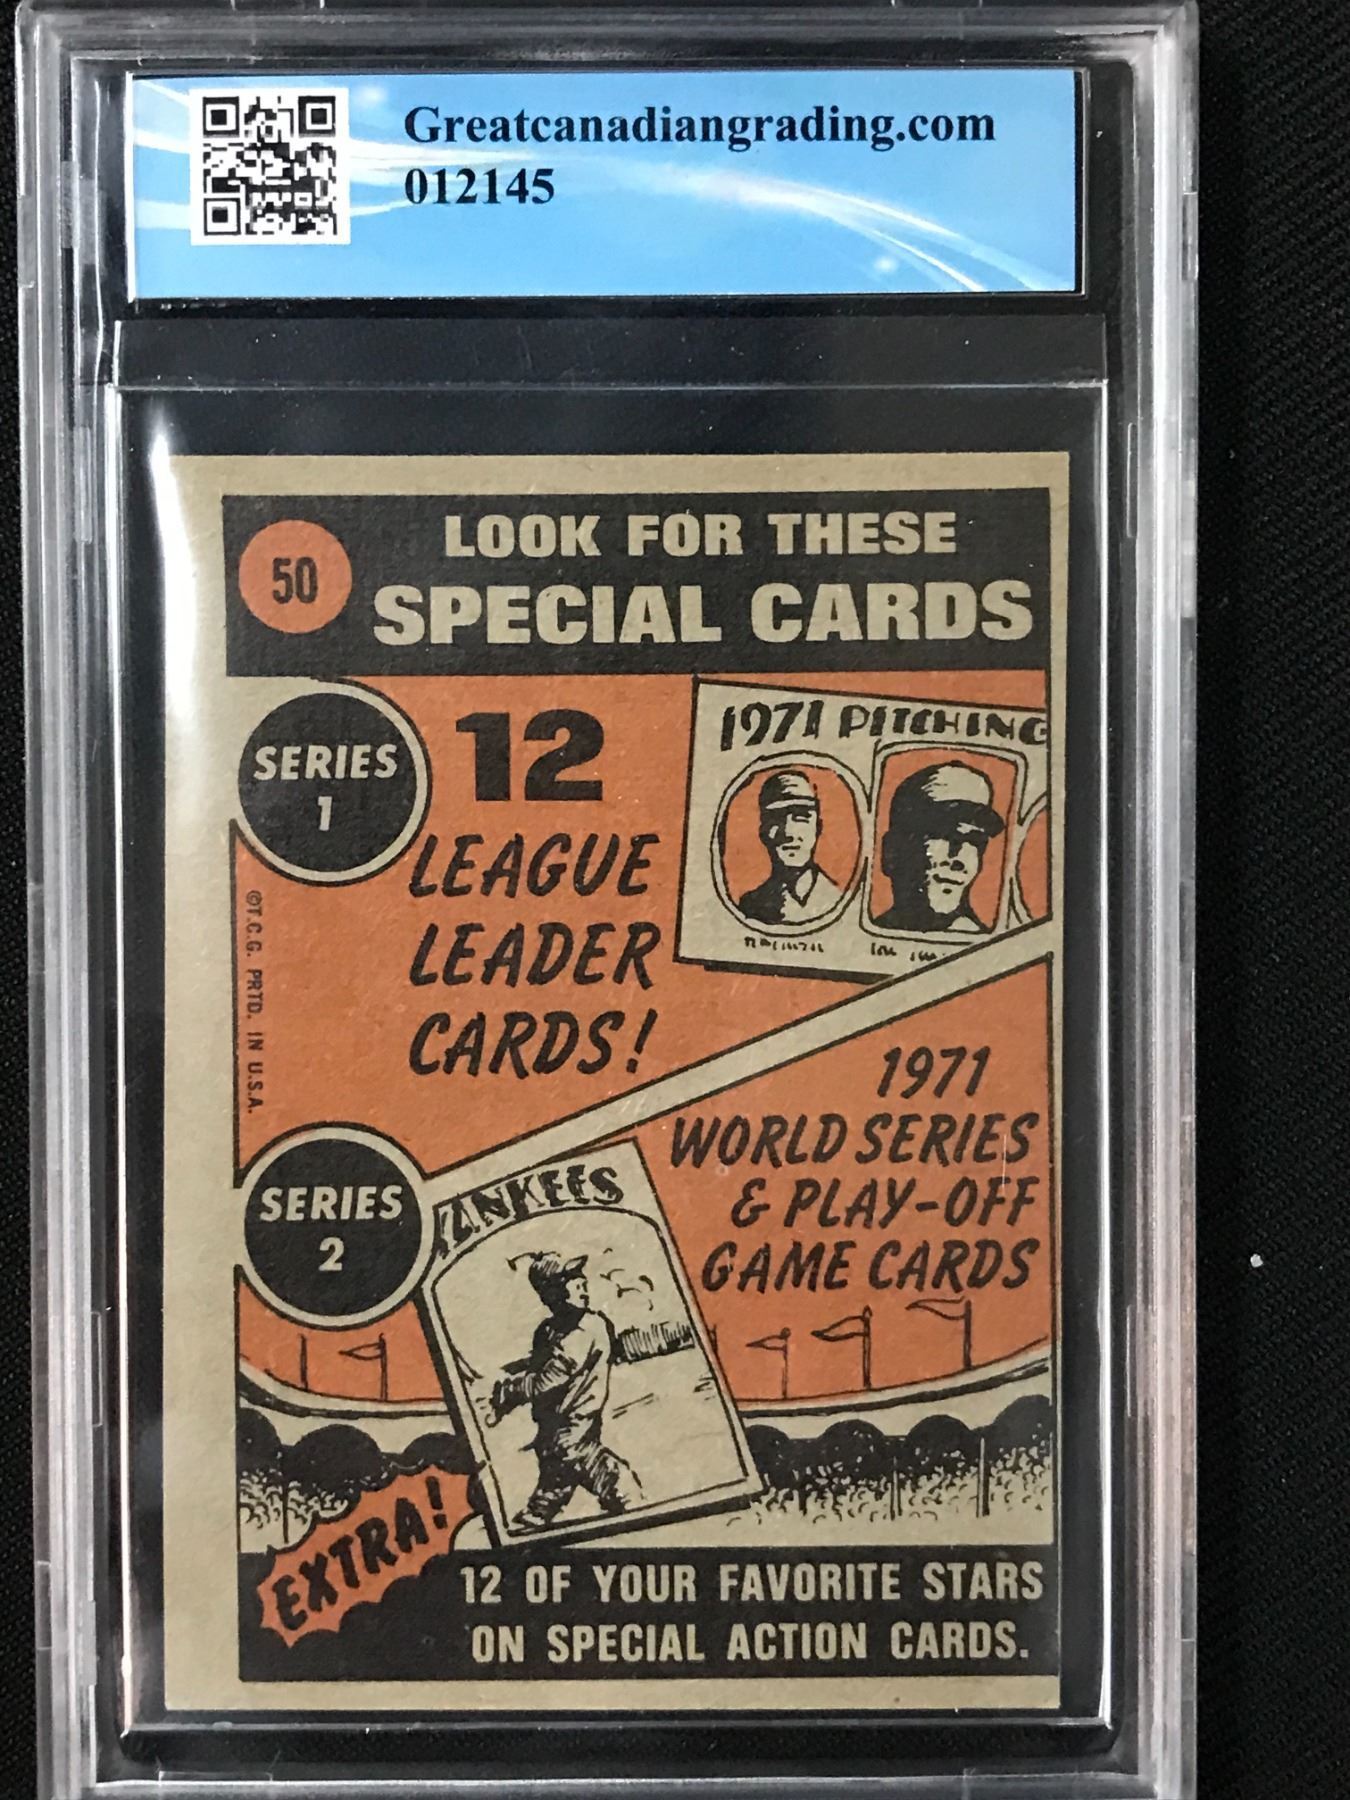 Greatcanadiangrading.com
012145
50
LOOK FOR THESE
SPECIAL CARDS
SERIES
1
12
LEAGUE
LEADER
CARDS!
1971 PITCHING
©T.C.G. PRTD. IN U.S.A.
1971
WORLD SERIES
& PLAY-OFF
GAME CARDS
SERIES
2
YANKEES
EXTRA!
12 OF YOUR FAVORITE STARS
ON SPECIAL ACTION CARDS.